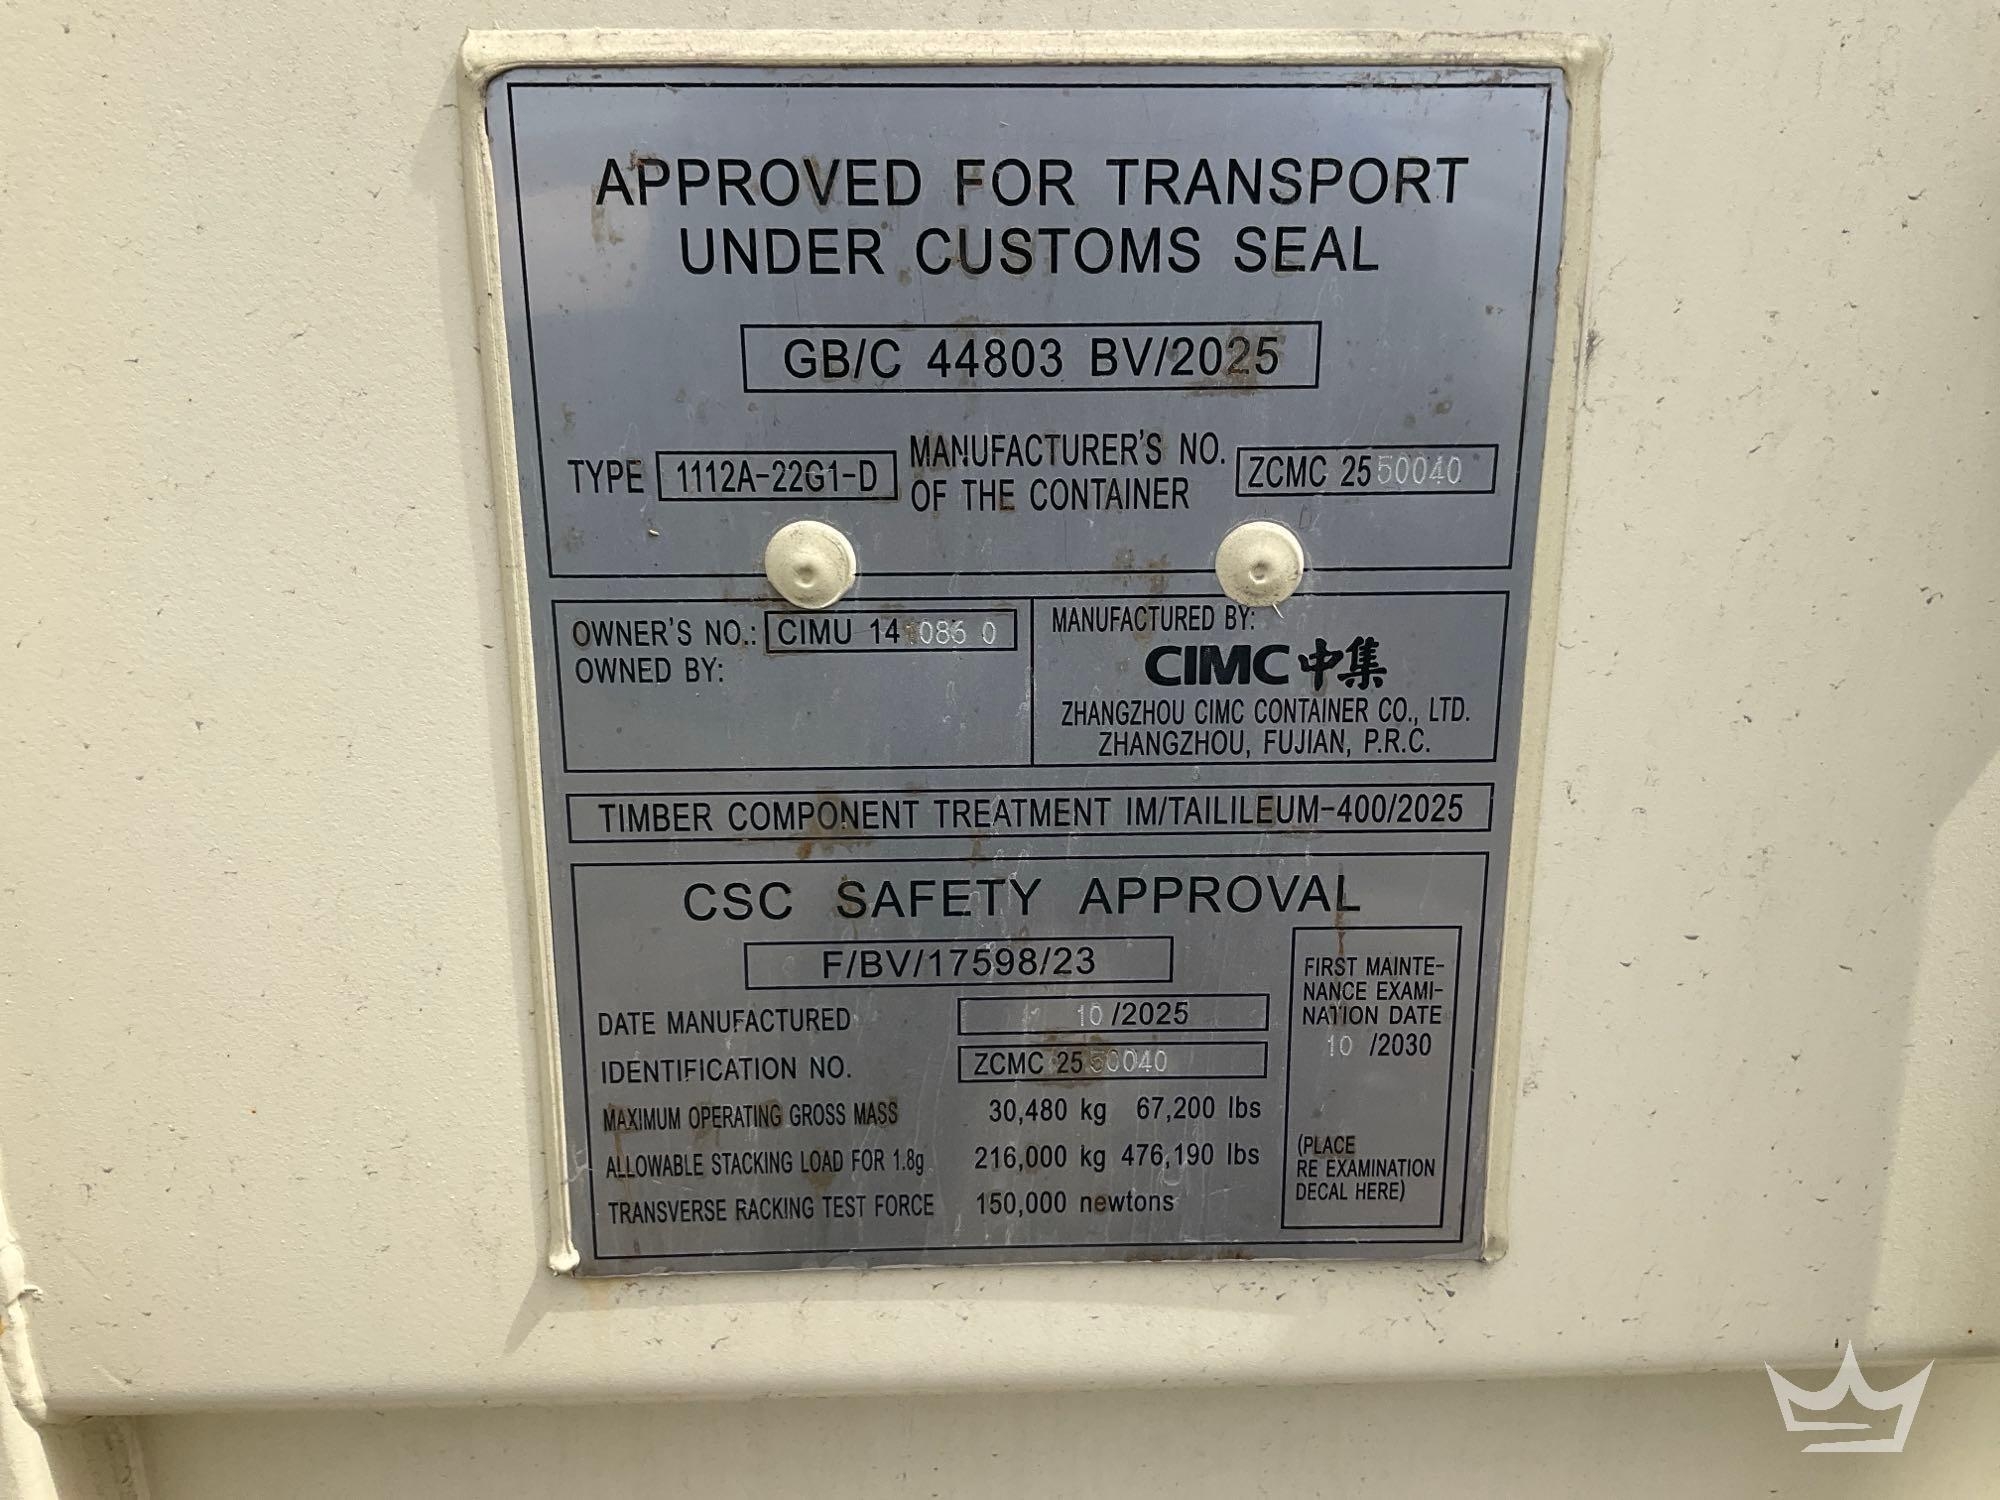 APPROVED FOR TRANSPORT
UNDER CUSTOMS SEAL
GB/C 44803 BV/2025
TYPE 1112A-22G1-D
MANUFACTURER'S NO.
OF THE CONTAINER
ZCMC 2550040
OWNER'S NO.: CIMU 14 086 0
OWNED BY:
MANUFACTURED BY:
CIMC 中集
ZHANGZHOU CIMC CONTAINER CO., LTD.
ZHANGZHOU, FUJIAN, P.R.C.
TIMBER COMPONENT TREATMENT IM/TAILILEUM-400/2025
CSC SAFETY APPROVAL
F/BV/17598/23
DATE MANUFACTURED 10 /2025
IDENTIFICATION NO. ZCMC 2550040
MAXIMUM OPERATING GROSS MASS 30,480 kg 67,200 lbs
ALLOWABLE STACKING LOAD FOR 1.8g 216,000 kg 476,190 lbs
TRANSVERSE RACKING TEST FORCE 150,000 newtons
FIRST MAINTE-
NANCE EXAMI-
NATION DATE
10 /2030
(PLACE
RE EXAMINATION
DECAL HERE)